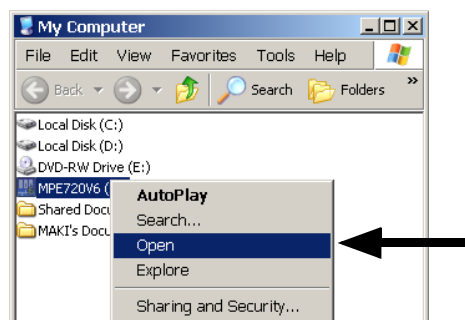 My Computer
File Edit View Favorites Tools Help
Back Search Folders »
Local Disk (C:)
Local Disk (D:)
DVD-RW Drive (E:)
MPE720V6 (
Shared Docu
MAKI's Docu
AutoPlay
Search...
Open
Explore
Sharing and Security...